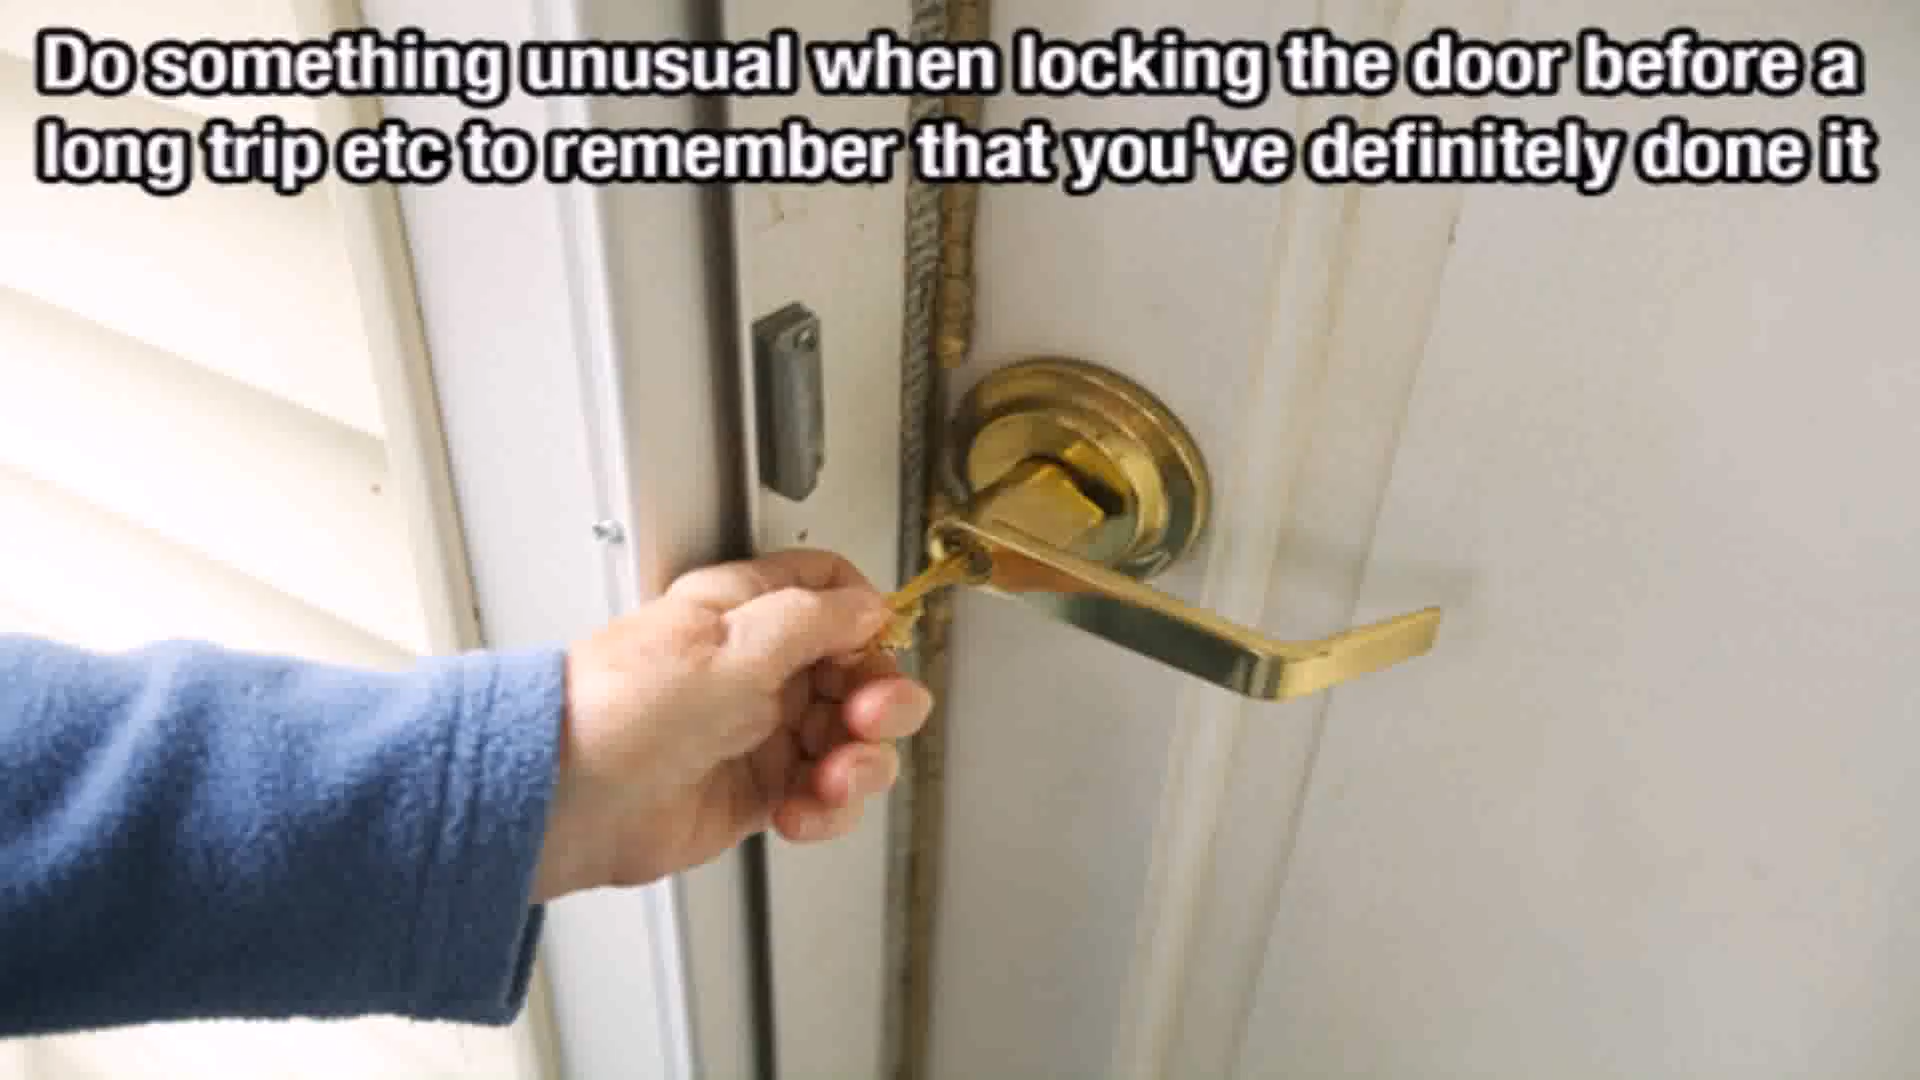 Do something unusual when locking the door before a
long trip etc to remember that you've definitely done it